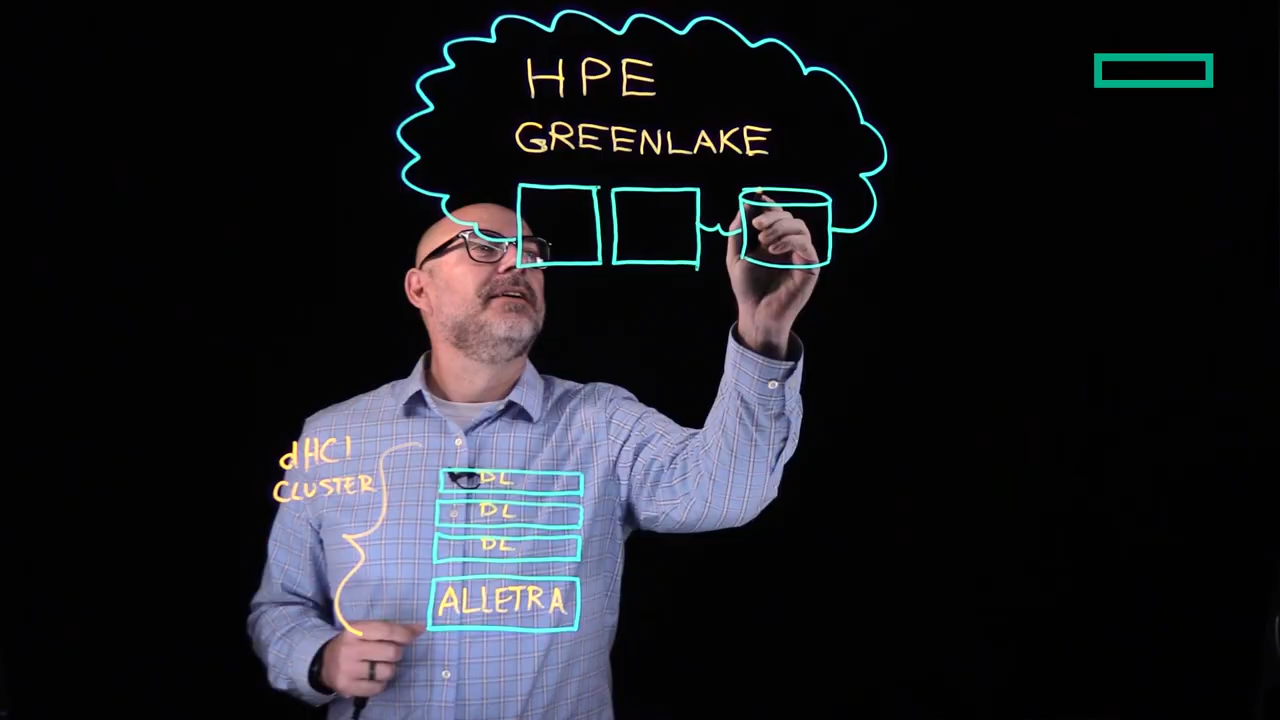 HPE
GREENLAKE
dHCI
CLUSTER
DL
DL
DL
ALLETRA